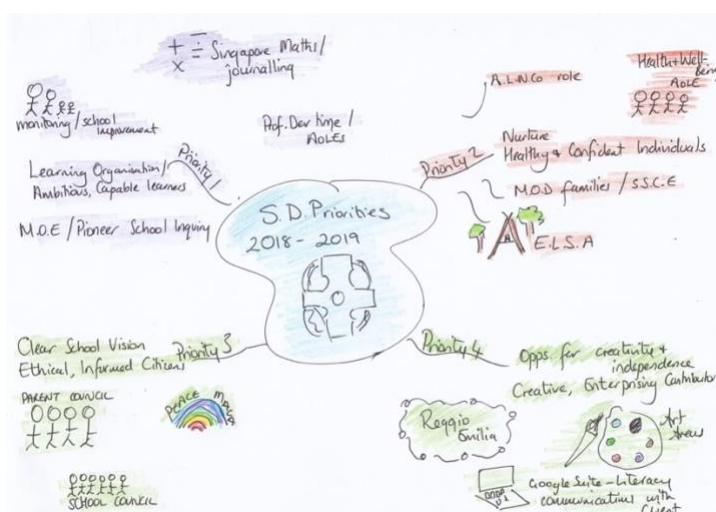 + - × ÷ Singapore Maths/
journalling
monitoring/school
improvement
Prof. Dev time/
AOLES
Learning Organisation/
Ambitious, Capable learners
Priority 1
M.O.E/Pioneer School Inquiry
A.L.N.Co role
Health+Well-
Being
AOLE
Priority 2
Nurture
Healthy & Confident Individuals
M.O.D families/S.S.C.E
E.L.S.A
S.D. Priorities
2018 - 2019
Clear School Vision
Ethical, Informed Citizens
Priority 3
PARENT COUNCIL
PEACE
SCHOOL COUNCIL
Priority 4
Opps for creativity &
independence
Creative, Enterprising Contributor
Reggio
Emilia
Art
Areas
Google Suite - Literacy
communication with